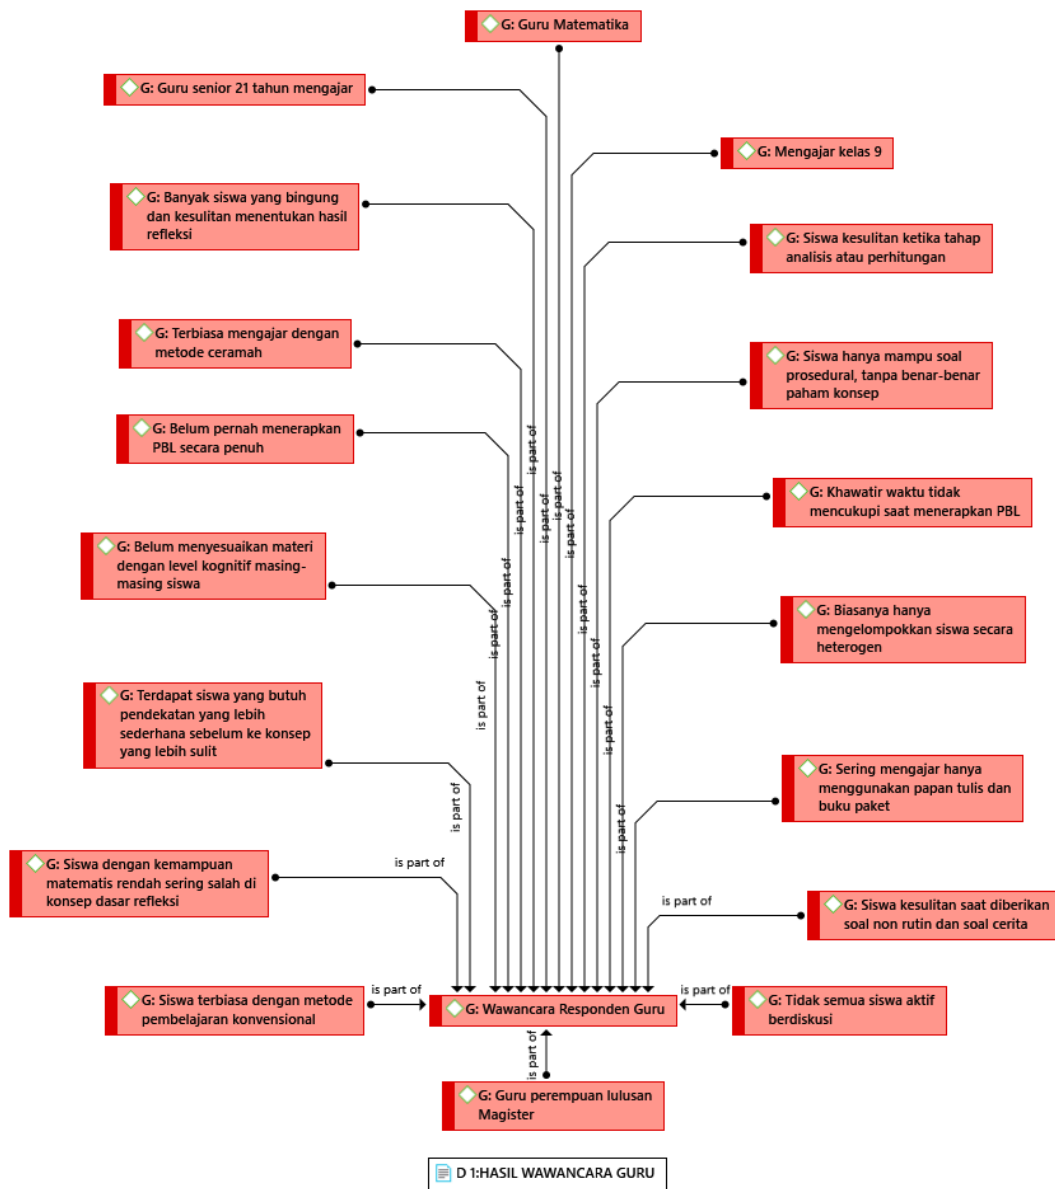 G: Guru Matematika
G: Guru senior 21 tahun mengajar
G: Mengajar kelas 9
G: Banyak siswa yang bingung
dan kesulitan menentukan hasil
refleksi
G: Siswa kesulitan ketika tahap
analisis atau perhitungan
G: Terbiasa mengajar dengan
metode ceramah
G: Siswa hanya mampu soal
prosedural, tanpa benar-benar
paham konsep
G: Belum pernah menerapkan
PBL secara penuh
is part of
is part of
is part of
is part of
is part of
is part of
is part of
is part of
is part of
is part of
is part of
is part of
is part of
G: Khawatir waktu tidak
mencukupi saat menerapkan PBL
G: Belum menyesuaikan materi
dengan level kognitif masing-
masing siswa
G: Biasanya hanya
mengelompokkan siswa secara
heterogen
G: Terdapat siswa yang butuh
pendekatan yang lebih
sederhana sebelum ke konsep
yang lebih sulit
is part of
G: Sering mengajar hanya
menggunakan papan tulis dan
buku paket
G: Siswa dengan kemampuan
matematis rendah sering salah di
konsep dasar refleksi
is part of
is part of
G: Siswa kesulitan saat diberikan
soal non rutin dan soal cerita
G: Siswa terbiasa dengan metode
pembelajaran konvensional
is part of
G: Wawancara Responden Guru
is part of
G: Tidak semua siswa aktif
berdiskusi
is part of
G: Guru perempuan lulusan
Magister
D 1:HASIL WAWANCARA GURU